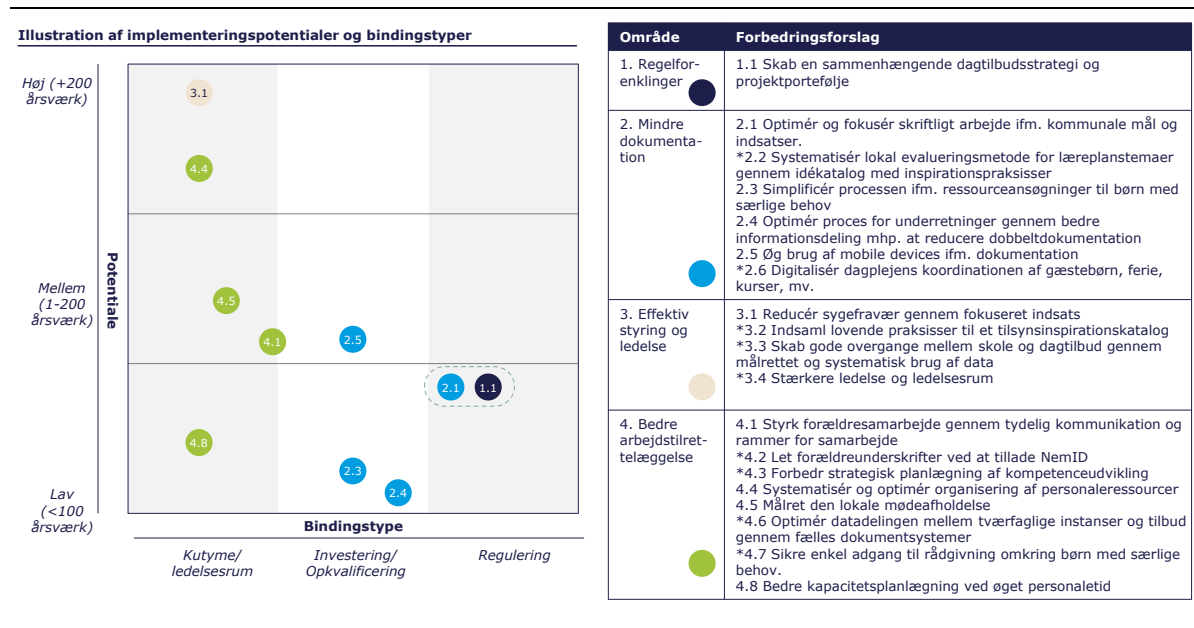 Illustration af implementeringspotentialer og bindingstyper
Høj (+200
årsværk)
Mellem
(1-200
årsværk)
Lav
(<100
årsværk)
Potentiale
3.1
4.4
4.5
4.1
2.5
2.1
1.1
4.8
2.3
2.4
Bindingstype
Kutyme/
ledelsesrum
Investering/
Opkvalificering
Regulering
Område
Forbedringsforslag
1. Regelfor-
enklinger
1.1 Skab en sammenhængende dagtilbudsstrategi og
projektportefølje
2. Mindre
dokumenta-
tion
2.1 Optimér og fokusér skriftligt arbejde ifm. kommunale mål og
indsatser.
*2.2 Systematisér lokal evalueringsmetode for læreplanstemaer
gennem idékatalog med inspirationspraksisser
2.3 Simplificér processen ifm. ressourceansøgninger til børn med
særlige behov
2.4 Optimér proces for underretninger gennem bedre
informationsdeling mhp. at reducere dobbeltdokumentation
2.5 Øg brug af mobile devices ifm. dokumentation
*2.6 Digitalisér dagplejens koordinationen af gæstebørn, ferie,
kurser, mv.
3. Effektiv
styring og
ledelse
3.1 Reducér sygefravær gennem fokuseret indsats
*3.2 Indsaml lovende praksisser til et tilsynsinspirationskatalog
*3.3 Skab gode overgange mellem skole og dagtilbud gennem
målrettet og systematisk brug af data
*3.4 Stærkere ledelse og ledelsesrum
4. Bedre
arbejdstilret-
telæggelse
4.1 Styrk forældresamarbejde gennem tydelig kommunikation og
rammer for samarbejde
*4.2 Let forældreunderskrifter ved at tillade NemID
*4.3 Forbedr strategisk planlægning af kompetenceudvikling
4.4 Systematisér og optimér organisering af personaleressourcer
4.5 Målret den lokale mødeafholdelse
*4.6 Optimér datadelingen mellem tværfaglige instanser og tilbud
gennem fælles dokumentsystemer
*4.7 Sikre enkel adgang til rådgivning omkring børn med særlige
behov.
4.8 Bedre kapacitetsplanlægning ved øget personaletid